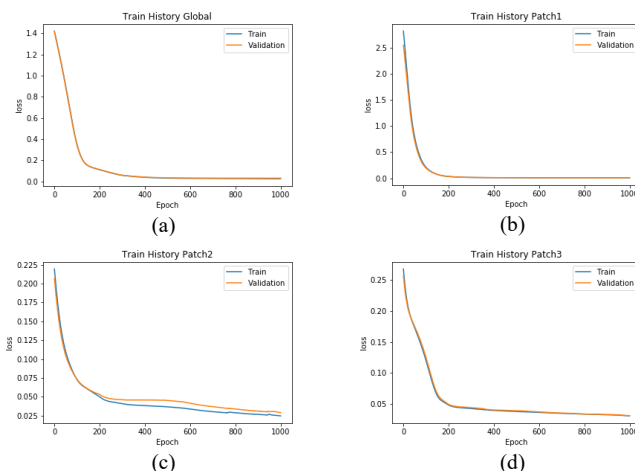 Train History Global
Train
Validation
1.4
1.2
1.0
0.8
0.6
0.4
0.2
0.0
loss
0 200 400 600 800 1000
Epoch
(a)
Train History Patch1
Train
Validation
2.5
2.0
1.5
1.0
0.5
0.0
loss
0 200 400 600 800 1000
Epoch
(b)
Train History Patch2
Train
Validation
0.225
0.200
0.175
0.150
0.125
0.100
0.075
0.050
0.025
loss
0 200 400 600 800 1000
Epoch
(c)
Train History Patch3
Train
Validation
0.25
0.20
0.15
0.10
0.05
loss
0 200 400 600 800 1000
Epoch
(d)